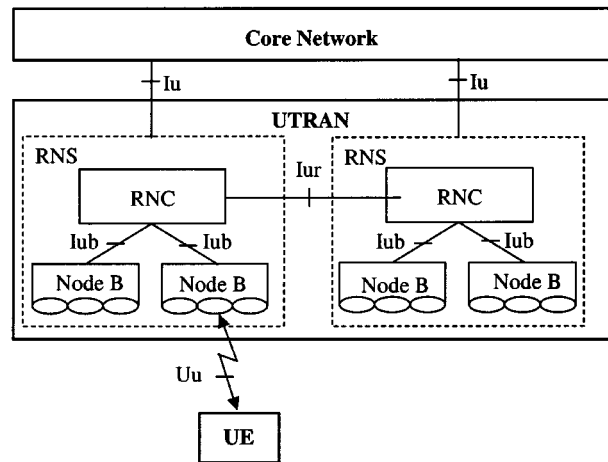 Core Network
Iu Iu
UTRAN
RNS RNS
Iur
RNC RNC
Iub Iub Iub Iub
Node B Node B Node B Node B
Uu
UE